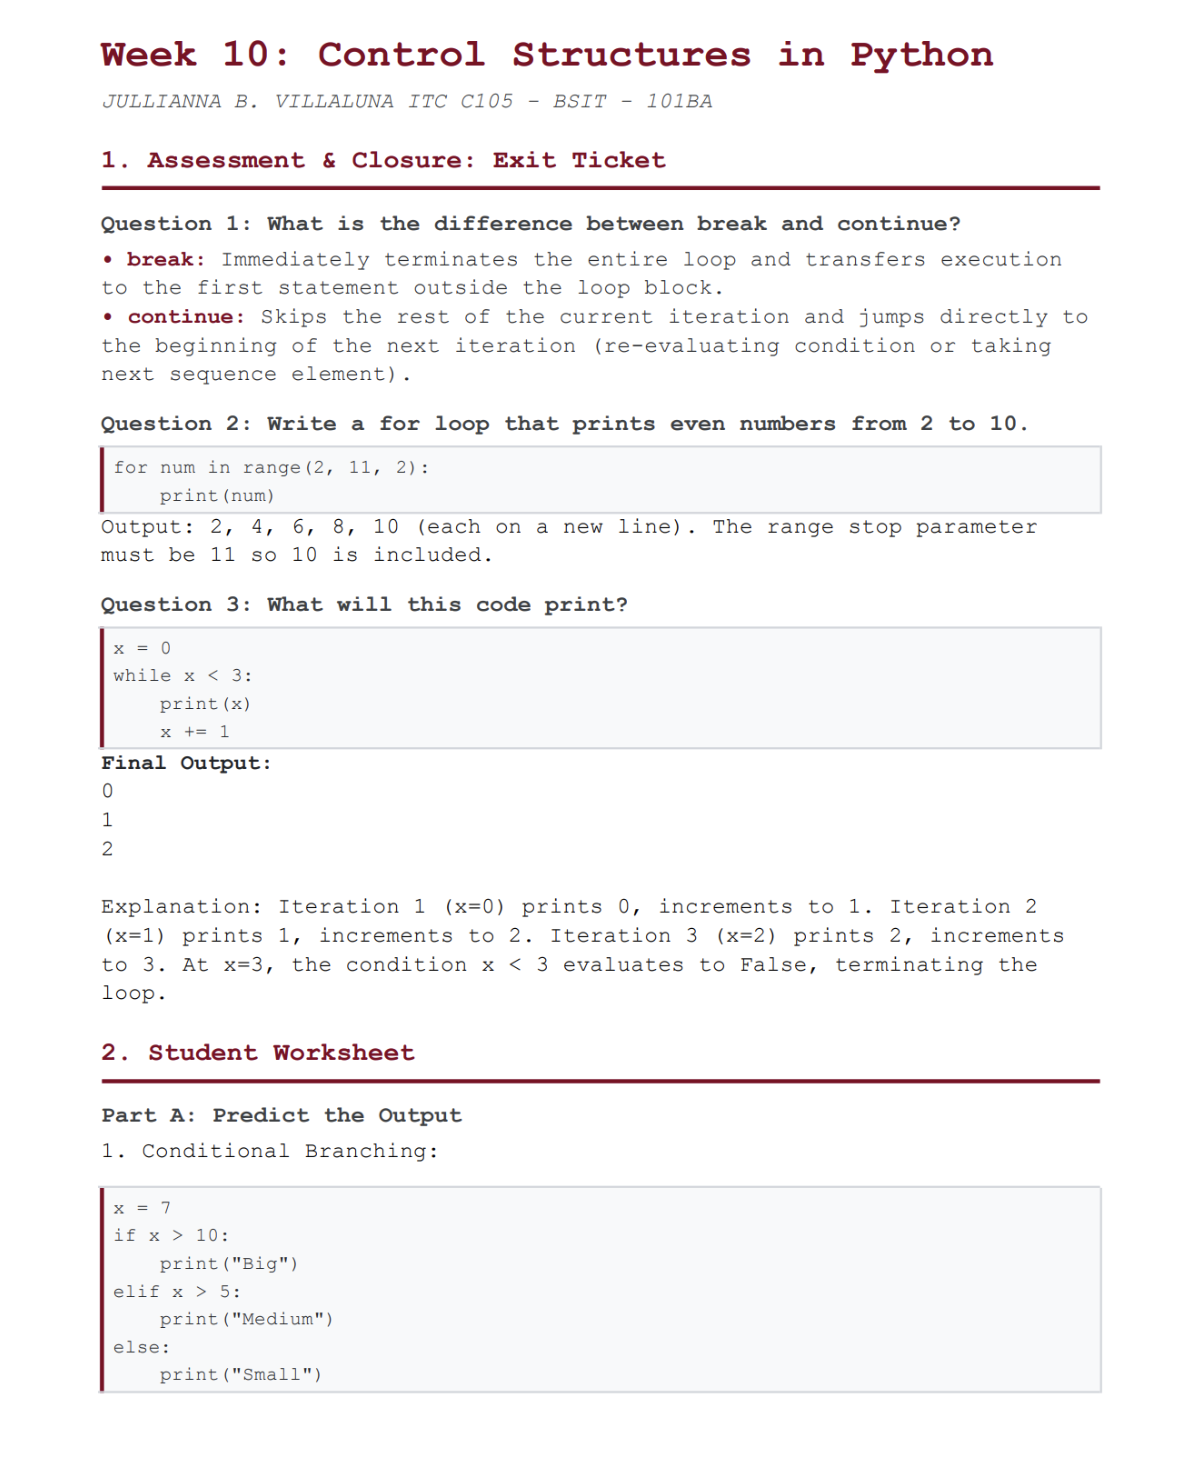 Week 10: Control Structures in Python
JULLIANNA B. VILLALUNA ITC C105 – BSIT – 101BA
1. Assessment & Closure: Exit Ticket
Question 1: What is the difference between break and continue?
• break: Immediately terminates the entire loop and transfers execution
to the first statement outside the loop block.
• continue: Skips the rest of the current iteration and jumps directly to
the beginning of the next iteration (re-evaluating condition or taking
next sequence element).
Question 2: Write a for loop that prints even numbers from 2 to 10.
for num in range(2, 11, 2):
    print(num)
Output: 2, 4, 6, 8, 10 (each on a new line). The range stop parameter
must be 11 so 10 is included.
Question 3: What will this code print?
x = 0
while x < 3:
    print(x)
    x += 1
Final Output:
0
1
2
Explanation: Iteration 1 (x=0) prints 0, increments to 1. Iteration 2
(x=1) prints 1, increments to 2. Iteration 3 (x=2) prints 2, increments
to 3. At x=3, the condition x < 3 evaluates to False, terminating the
loop.
2. Student Worksheet
Part A: Predict the Output
1. Conditional Branching:
x = 7
if x > 10:
    print("Big")
elif x > 5:
    print("Medium")
else:
    print("Small")